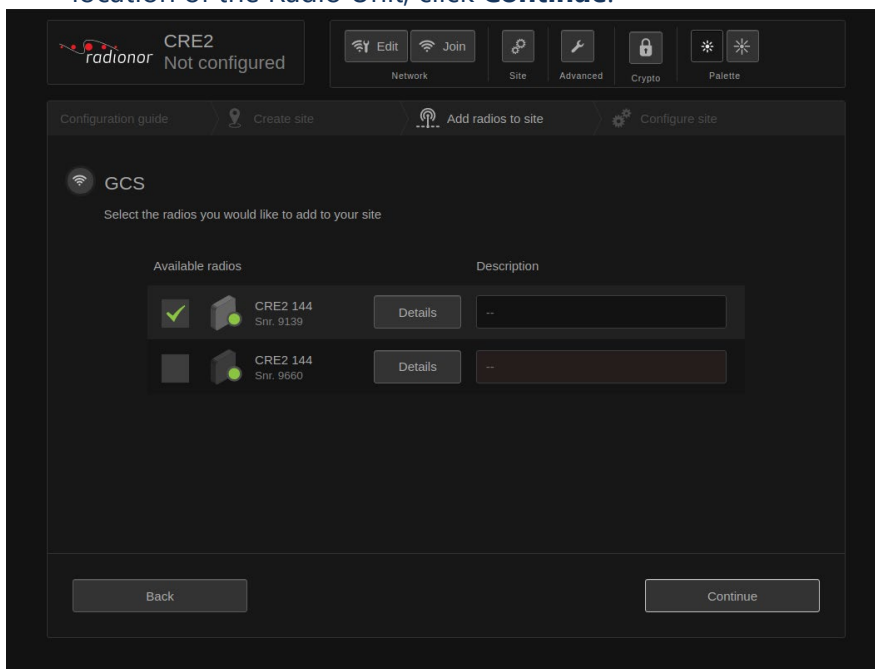 location of the Radio Unit, click Continue.
radionor
CRE2
Not configured
Edit
Join
Network
Site
Advanced
Crypto
Palette
Configuration guide
Create site
Add radios to site
Configure site
GCS
Select the radios you would like to add to your site
Available radios
Description
CRE2 144
Snr. 9139
Details
--
CRE2 144
Snr. 9660
Details
--
Back
Continue